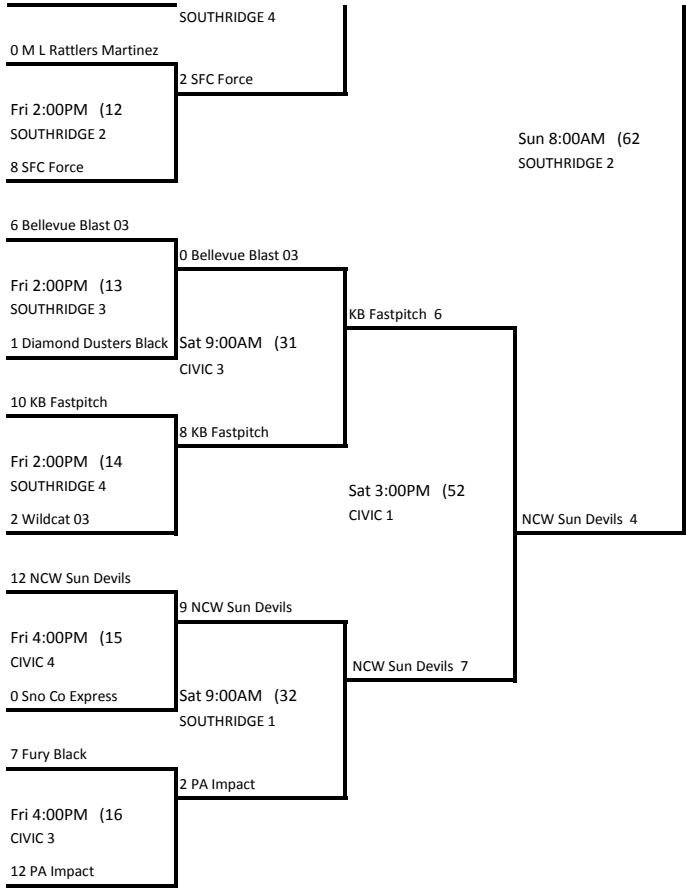 SOUTHRIDGE 4
0 M L Rattlers Martinez
2 SFC Force
Fri 2:00PM (12
SOUTHRIDGE 2
Sun 8:00AM (62
SOUTHRIDGE 2
8 SFC Force
6 Bellevue Blast 03
0 Bellevue Blast 03
Fri 2:00PM (13
SOUTHRIDGE 3
KB Fastpitch 6
1 Diamond Dusters Black
Sat 9:00AM (31
CIVIC 3
10 KB Fastpitch
8 KB Fastpitch
Fri 2:00PM (14
SOUTHRIDGE 4
Sat 3:00PM (52
CIVIC 1
2 Wildcat 03
NCW Sun Devils 4
12 NCW Sun Devils
9 NCW Sun Devils
Fri 4:00PM (15
CIVIC 4
NCW Sun Devils 7
0 Sno Co Express
Sat 9:00AM (32
SOUTHRIDGE 1
7 Fury Black
2 PA Impact
Fri 4:00PM (16
CIVIC 3
12 PA Impact